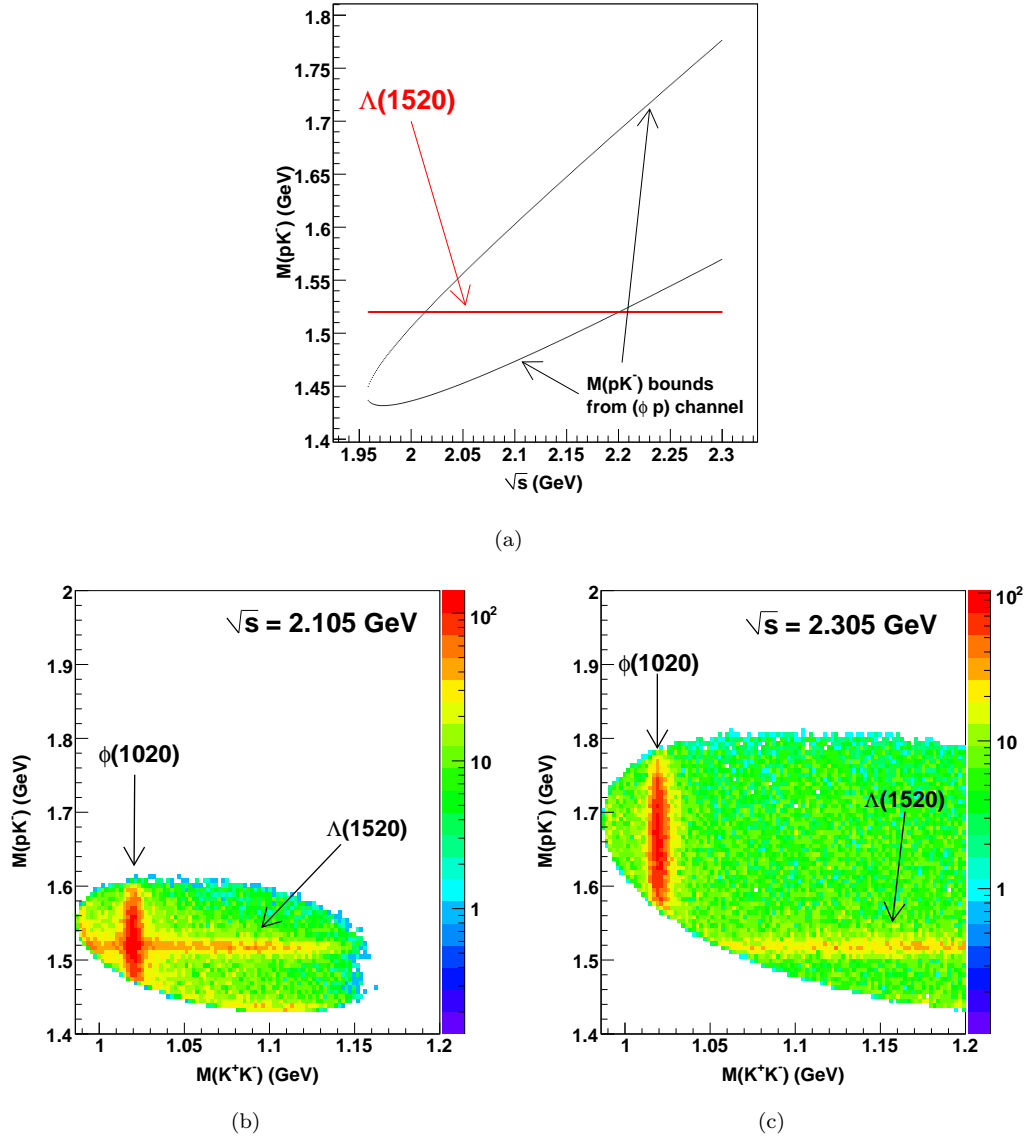 M(pK⁻) (GeV)
1.8
1.75
1.7
1.65
1.6
1.55
1.5
1.45
1.4
Λ(1520)
M(pK⁻) bounds
from (ϕ p) channel
1.95 2 2.05 2.1 2.15 2.2 2.25 2.3
√s (GeV)
(a)
M(pK⁻) (GeV)
2
1.9
1.8
1.7
1.6
1.5
1.4
√s = 2.105 GeV
ϕ(1020)
Λ(1520)
10²
10
1
1 1.05 1.1 1.15 1.2
M(K⁺K⁻) (GeV)
(b)
M(pK⁻) (GeV)
2
1.9
1.8
1.7
1.6
1.5
1.4
√s = 2.305 GeV
ϕ(1020)
Λ(1520)
10²
10
1
1 1.05 1.1 1.15 1.2
M(K⁺K⁻) (GeV)
(c)